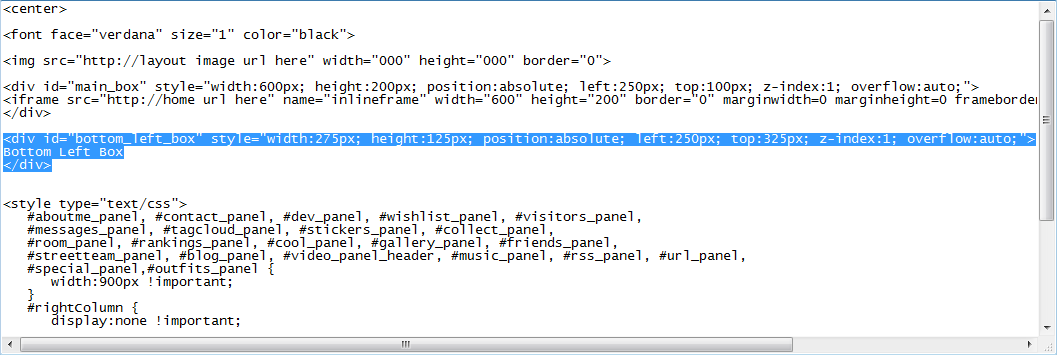 <center>
<font face="verdana" size="1" color="black">
<img src="http://layout image url here" width="000" height="000" border="0">
<div id="main_box" style="width:600px; height:200px; position:absolute; left:250px; top:100px; z-index:1; overflow:auto;">
<iframe src="http://home url here" name="inlineframe" width="600" height="200" border="0" marginwidth=0 marginheight=0 frameborder
</div>
<div id="bottom_left_box" style="width:275px; height:125px; position:absolute; left:250px; top:325px; z-index:1; overflow:auto;">
Bottom Left Box
</div>
<style type="text/css">
#aboutme_panel, #contact_panel, #dev_panel, #wishlist_panel, #visitors_panel,
#messages_panel, #tagcloud_panel, #stickers_panel, #collect_panel,
#room_panel, #rankings_panel, #cool_panel, #gallery_panel, #friends_panel,
#streetteam_panel, #blog_panel, #video_panel_header, #music_panel, #rss_panel, #url_panel,
#special_panel,#outfits_panel {
width:900px !important;
}
#rightColumn {
display:none !important;